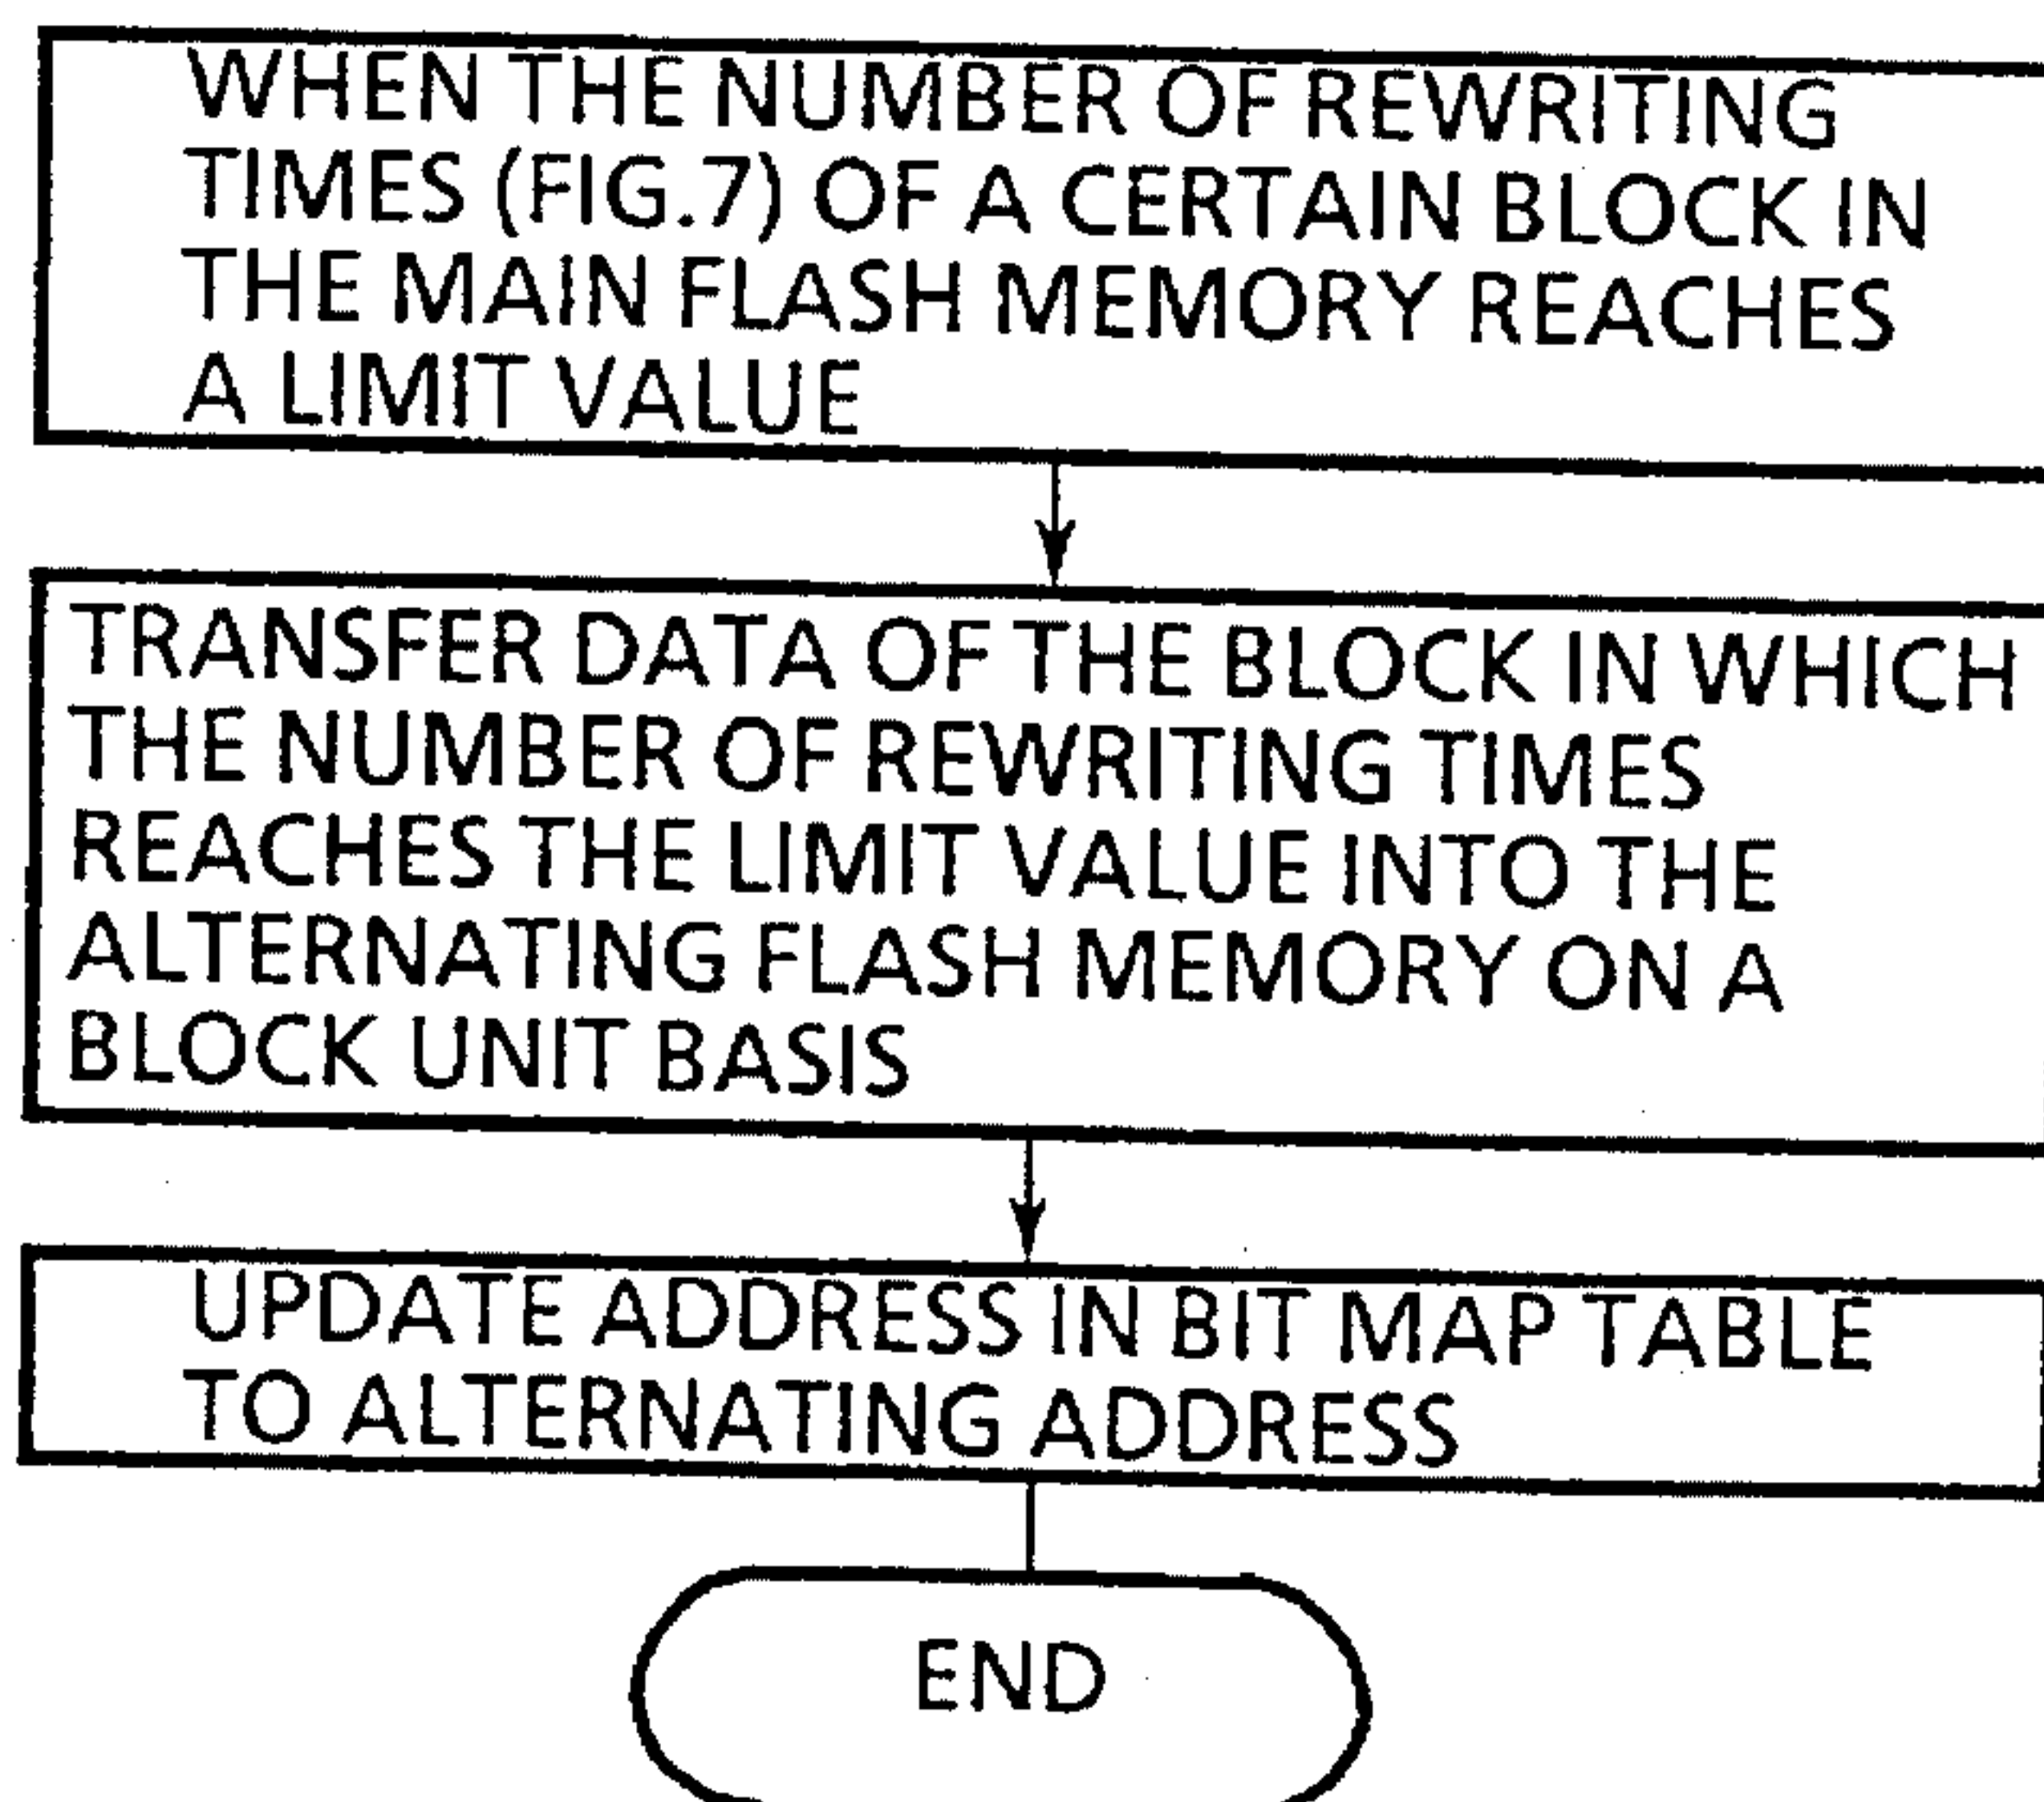 WHEN THE NUMBER OF REWRITING
TIMES (FIG.7) OF A CERTAIN BLOCK IN
THE MAIN FLASH MEMORY REACHES
A LIMIT VALUE
TRANSFER DATA OF THE BLOCK IN WHICH
THE NUMBER OF REWRITING TIMES
REACHES THE LIMIT VALUE INTO THE
ALTERNATING FLASH MEMORY ON A
BLOCK UNIT BASIS
UPDATE ADDRESS IN BIT MAP TABLE
TO ALTERNATING ADDRESS
END